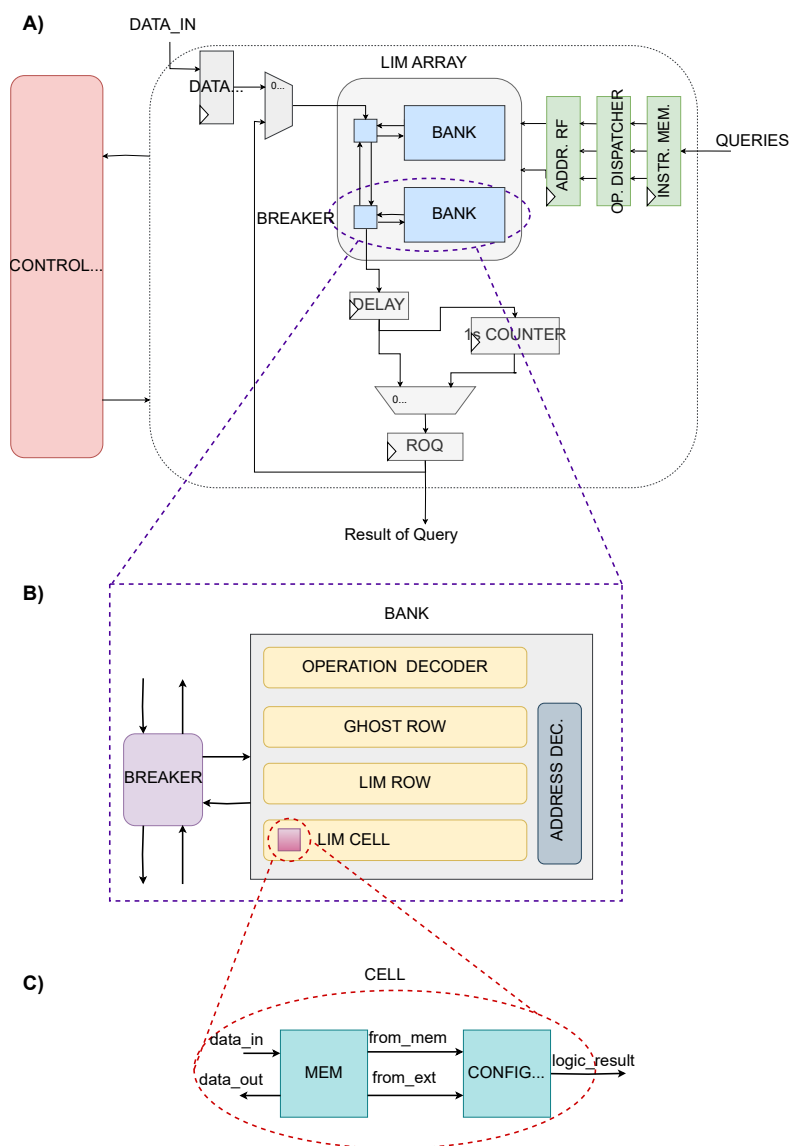 A)
DATA_IN
LIM ARRAY
DATA...
0...
BANK
ADDR. RF
OP. DISPATCHER
INSTR. MEM.
QUERIES
BREAKER
BANK
CONTROL...
DELAY
1s COUNTER
0...
ROQ
Result of Query
B)
BANK
OPERATION DECODER
GHOST ROW
BREAKER
LIM ROW
ADDRESS DEC.
LIM CELL
C)
CELL
data_in
from_mem
MEM
CONFIG...
logic_result
data_out
from_ext